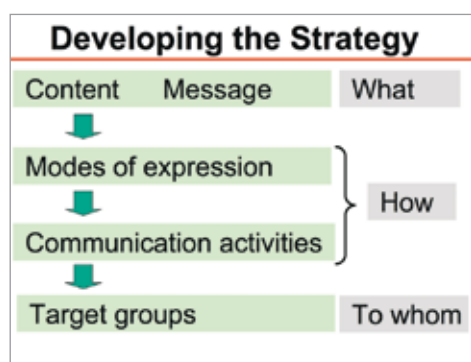 Developing the Strategy
Content Message What
Modes of expression
How
Communication activities
Target groups To whom